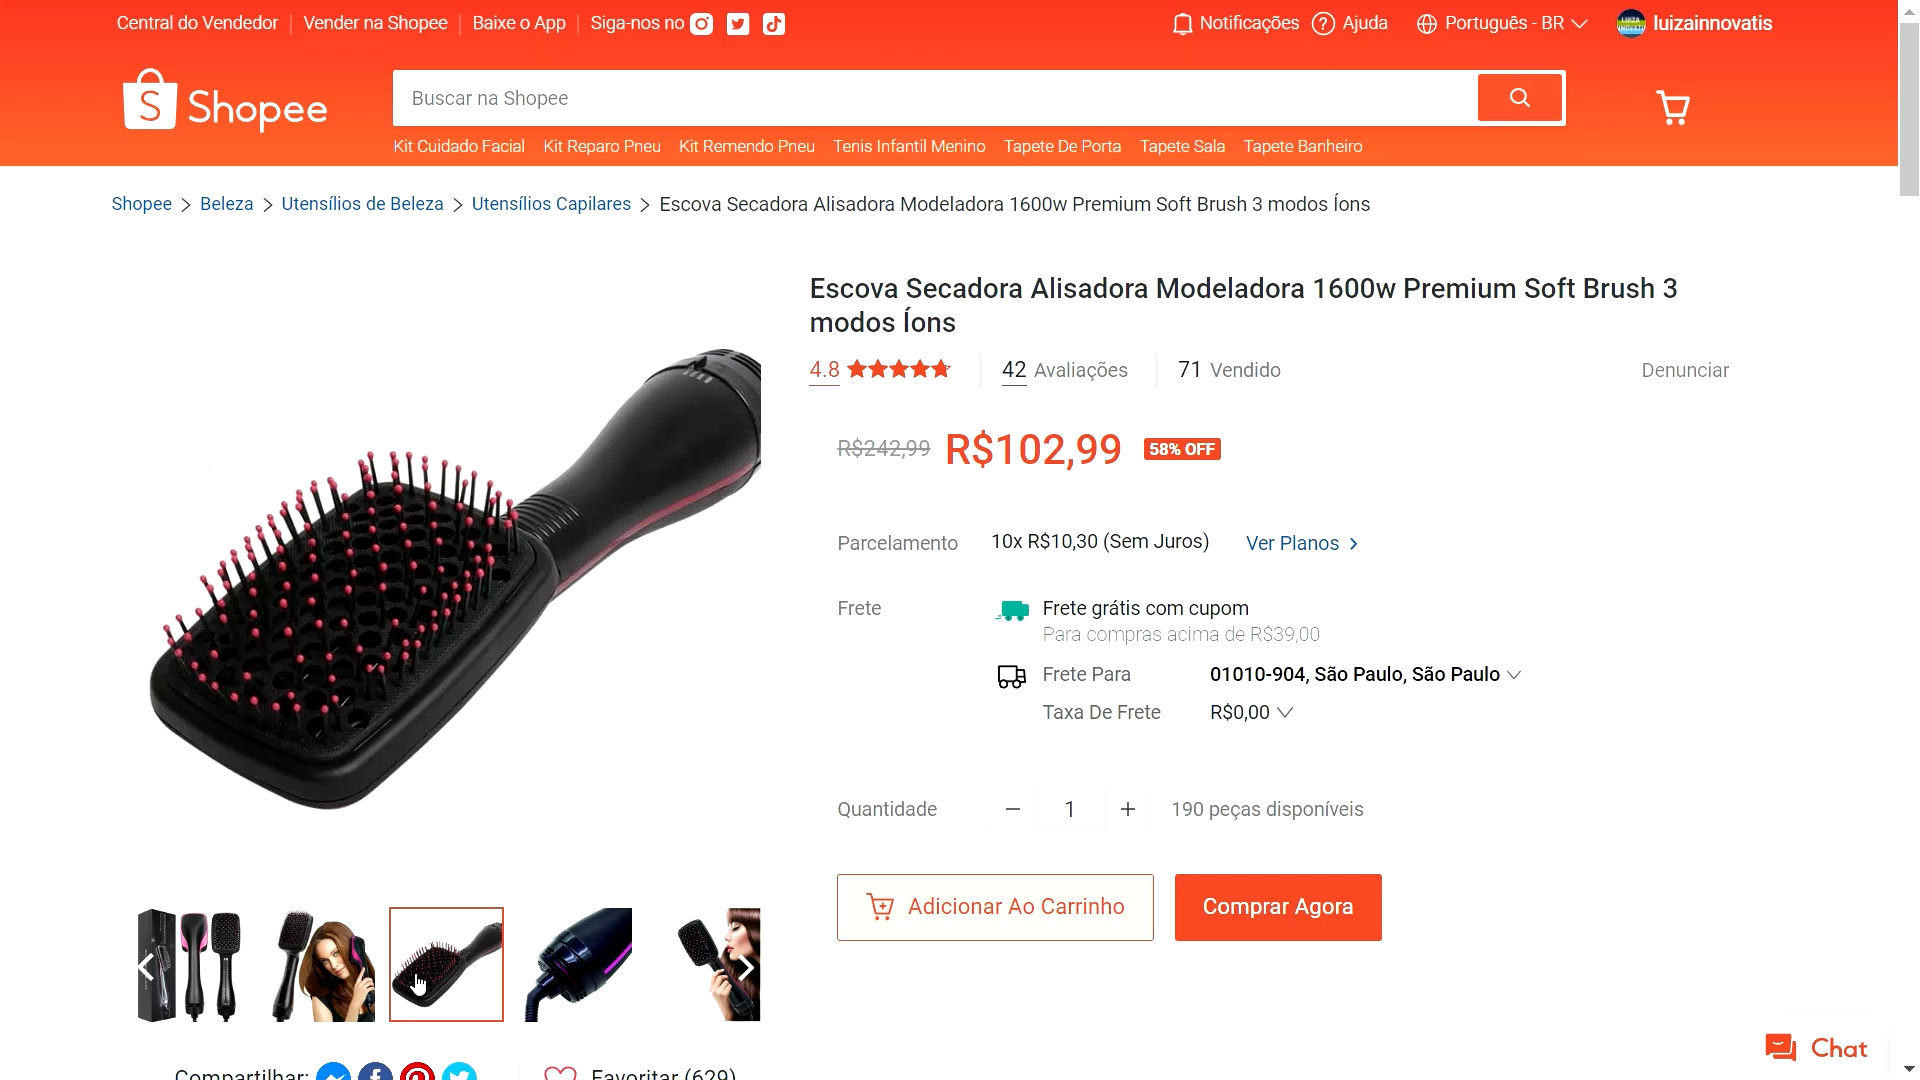 Central do Vendedor
Vender na Shopee
Baixe o App
Siga-nos no
Notificações
Ajuda
Português - BR
luizainnovatis
Shopee
Buscar na Shopee
Kit Cuidado Facial Kit Reparo Pneu Kit Remendo Pneu Tenis Infantil Menino Tapete De Porta Tapete Sala Tapete Banheiro
Shopee > Beleza > Utensílios de Beleza > Utensílios Capilares > Escova Secadora Alisadora Modeladora 1600w Premium Soft Brush 3 modos Íons
Escova Secadora Alisadora Modeladora 1600w Premium Soft Brush 3
modos Íons
4.8
42 Avaliações
71 Vendido
Denunciar
R$242,99 R$102,99 58% OFF
Parcelamento 10x R$10,30 (Sem Juros) Ver Planos >
Frete Frete grátis com cupom
Para compras acima de R$39,00
Frete Para 01010-904, São Paulo, São Paulo
Taxa De Frete R$0,00
Quantidade − 1 + 190 peças disponíveis
Adicionar Ao Carrinho
Comprar Agora
Chat
Compartilhar:
Favoritar (629)